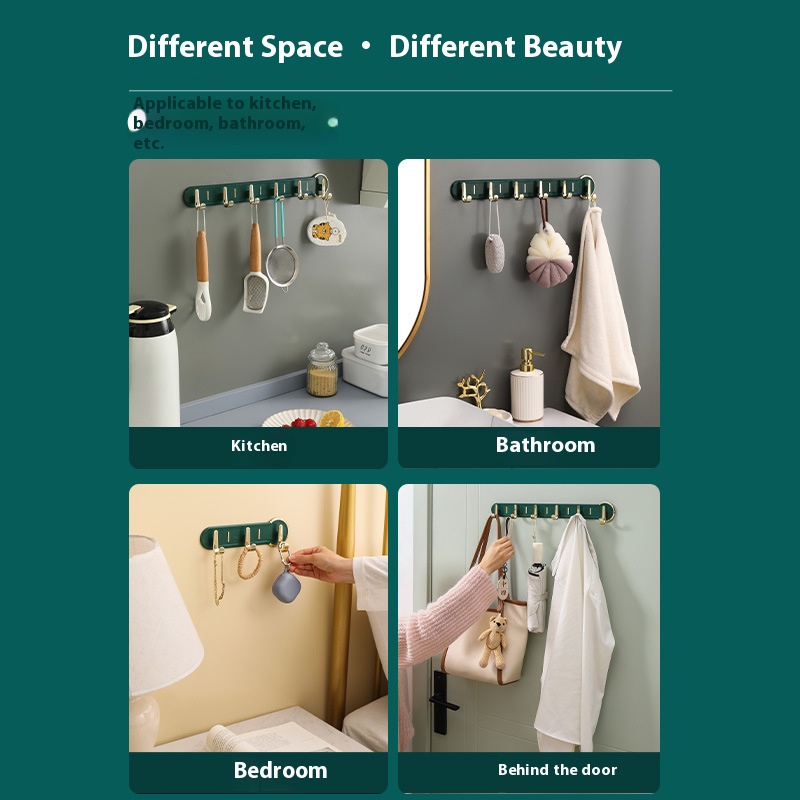 Different Space • Different Beauty
Applicable to kitchen,
bedroom, bathroom,
etc.
Kitchen
Bathroom
Bedroom
Behind the door